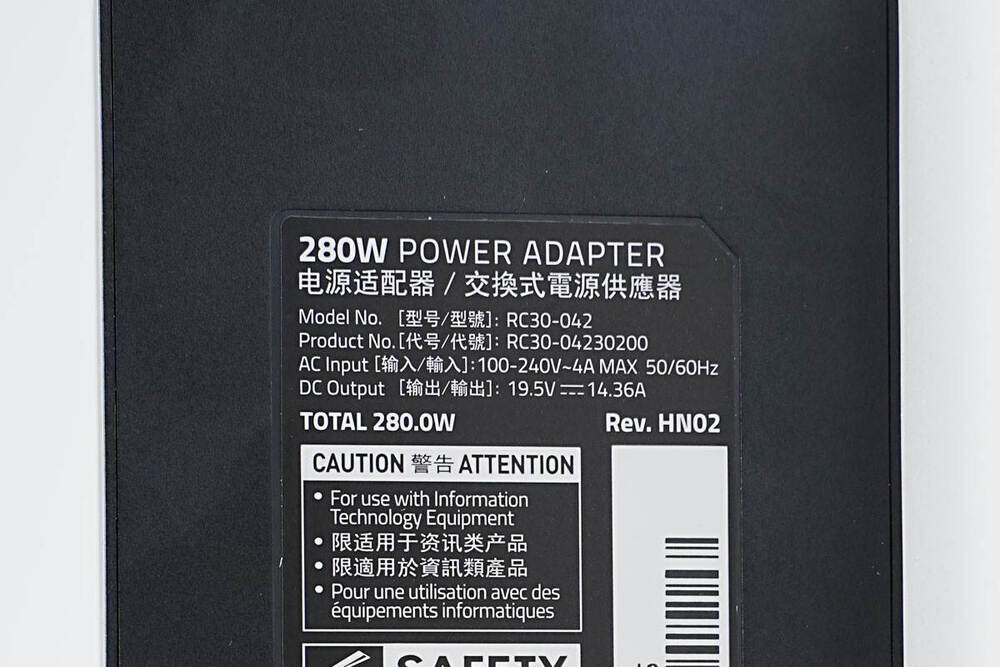 280W POWER ADAPTER
电源适配器 / 交換式電源供應器
Model No. [型号/型號]: RC30-042
Product No.[代号/代號]: RC30-04230200
AC Input [输入/輸入]:100-240V~4A MAX 50/60Hz
DC Output [输出/輸出]: 19.5V⎓14.36A
TOTAL 280.0W
Rev. HN02
CAUTION 警告 ATTENTION
• For use with Information
Technology Equipment
• 限适用于资讯类产品
• 限適用於資訊類產品
• Pour une utilisation avec des
équipements informatiques
SAFETY